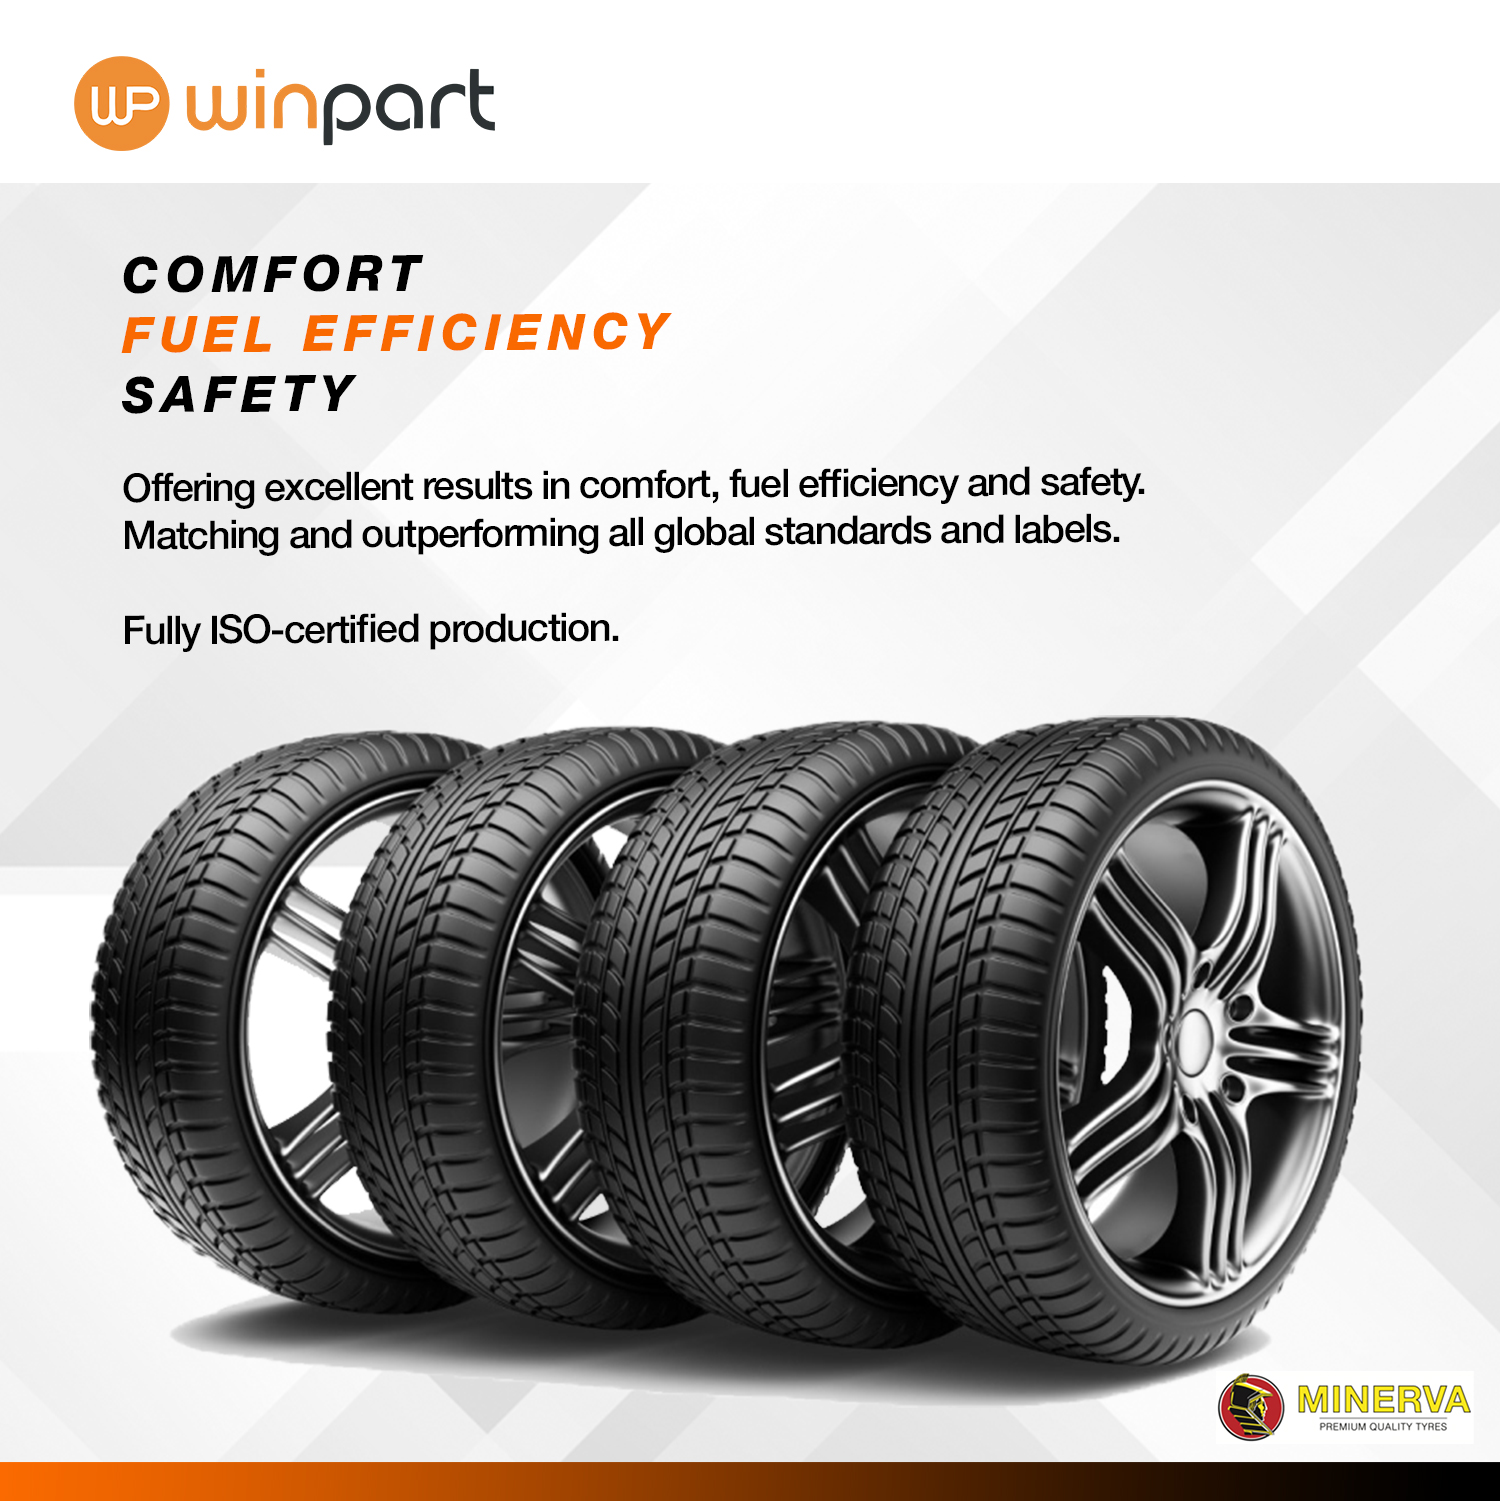 WP winpart
COMFORT
FUEL EFFICIENCY
SAFETY
Offering excellent results in comfort, fuel efficiency and safety.
Matching and outperforming all global standards and labels.
Fully ISO-certified production.
MINERVA
PREMIUM QUALITY TYRES